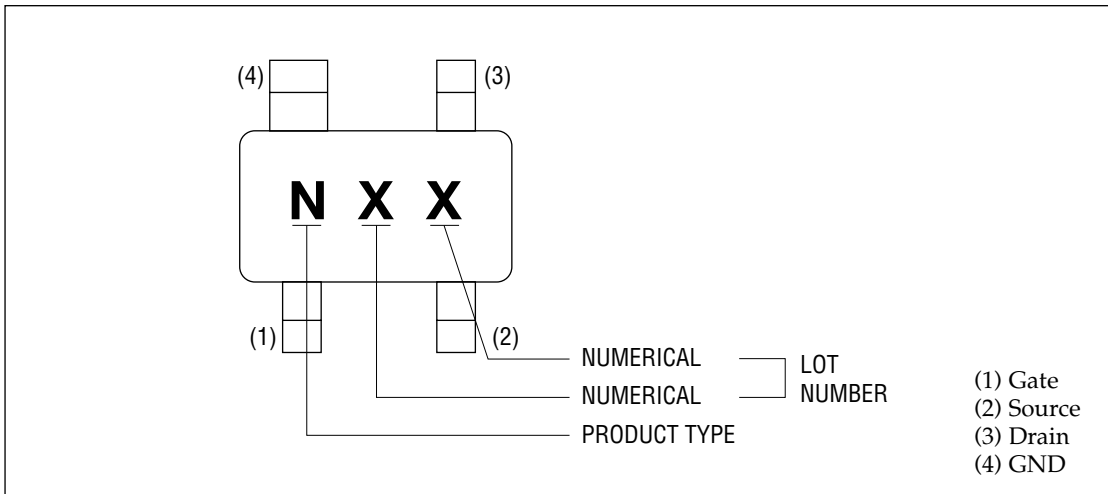 (4)
(3)
N X X
(1)
(2)
NUMERICAL
NUMERICAL
LOT
NUMBER
PRODUCT TYPE
(1) Gate
(2) Source
(3) Drain
(4) GND